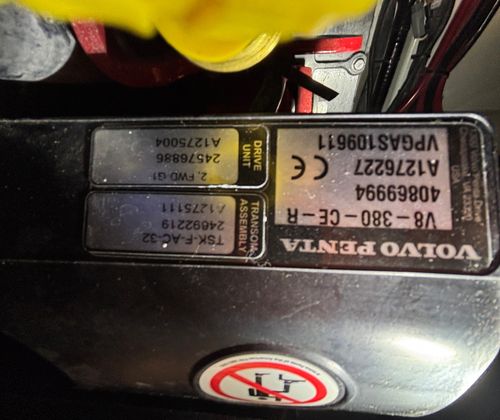 VOLVO PENTA
V8-380-CE-R
40869994
A1276227
CE
VPGAS109611
TRANSOM
ASSEMBLY
TSK-F-AC 32
24692219
A1275111
DRIVE
UNIT
2, FWD G1
24576886
A1275004